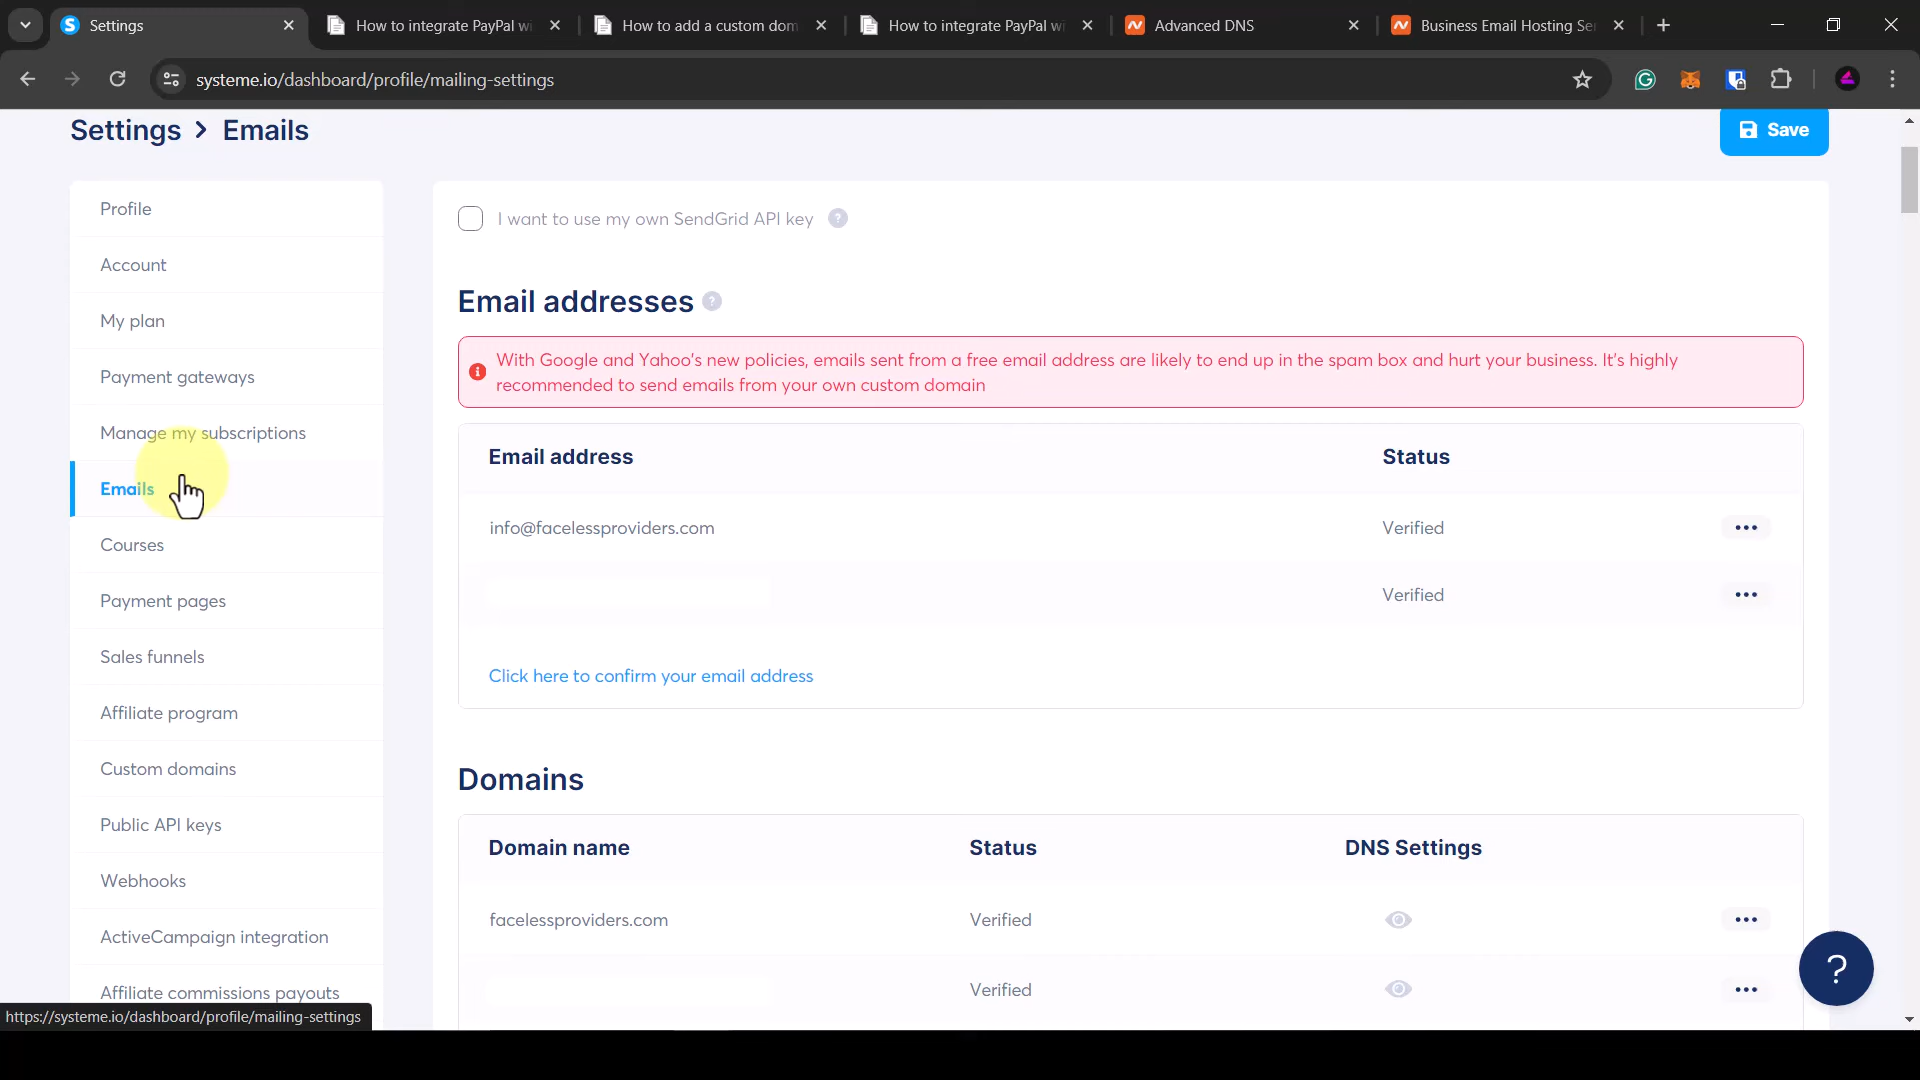 Settings
How to integrate PayPal wi
How to add a custom dom
How to integrate PayPal wi
Advanced DNS
Business Email Hosting Se
systeme.io/dashboard/profile/mailing-settings
Settings > Emails
Save
Profile
Account
My plan
Payment gateways
Manage my subscriptions
Emails
Courses
Payment pages
Sales funnels
Affiliate program
Custom domains
Public API keys
Webhooks
ActiveCampaign integration
Affiliate commissions payouts
https://systeme.io/dashboard/profile/mailing-settings
I want to use my own SendGrid API key ?
Email addresses ?
With Google and Yahoo's new policies, emails sent from a free email address are likely to end up in the spam box and hurt your business. It's highly
recommended to send emails from your own custom domain
Email address Status
info@facelessproviders.com Verified
Verified
Click here to confirm your email address
Domains
Domain name Status DNS Settings
facelessproviders.com Verified
Verified
?